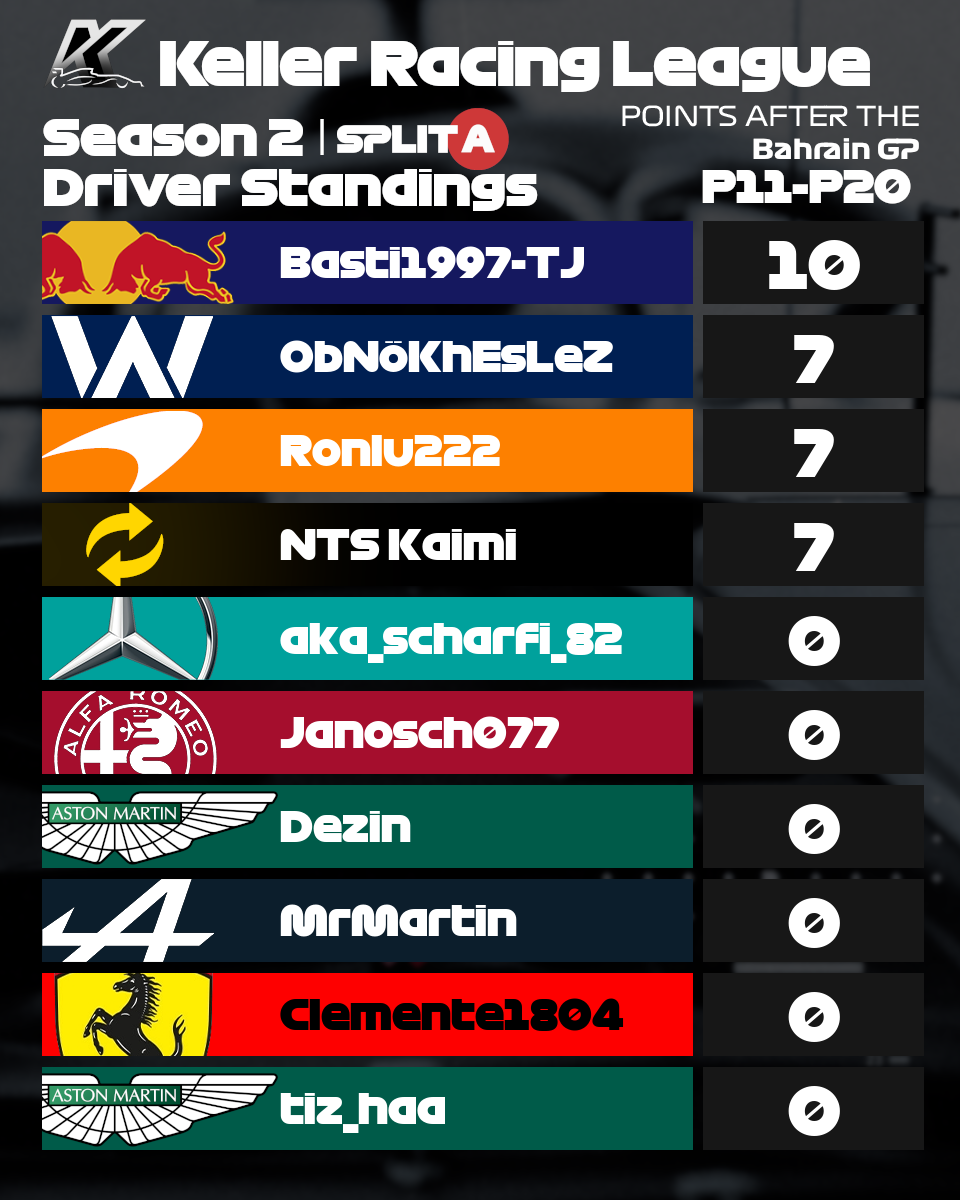 Keller Racing League
POINTS AFTER THE
Season 2 | SPLIT A
Bahrain GP
Driver Standings
P11-P20
Basti1997-TJ 10
ObNöKhEsLeZ 7
Ronlu222 7
NTS Kaimi 7
aka_scharfi_82 0
ALFA ROMEO
Janosch077 0
ASTON MARTIN
Dezin 0
MrMartin 0
Clemente1804 0
ASTON MARTIN
tiz_haa 0